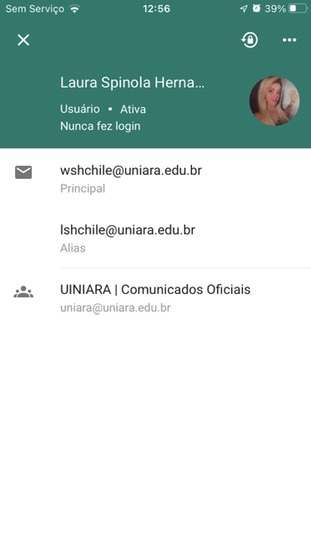 Sem Serviço 12:56 39%
Laura Spinola Herna...
Usuário • Ativa
Nunca fez login
wshchile@uniara.edu.br
Principal
lshchile@uniara.edu.br
Alias
UINIARA | Comunicados Oficiais
uniara@uniara.edu.br